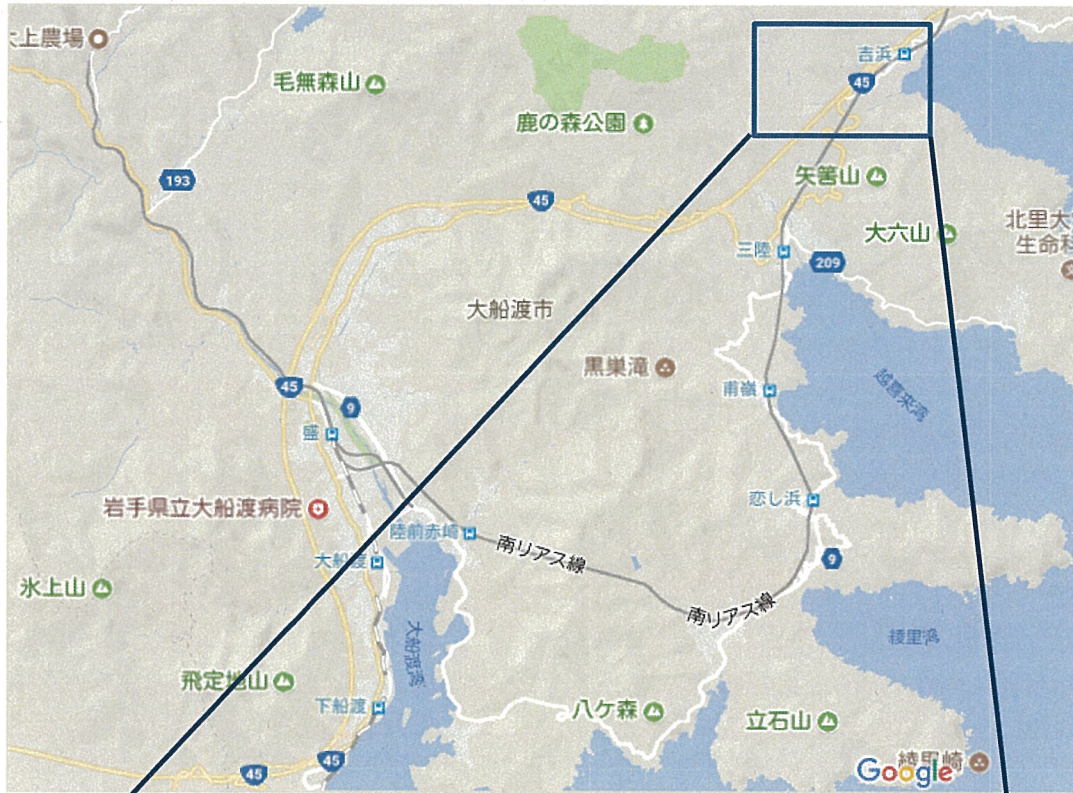 大上農場
毛無森山
吉浜
45
鹿の森公園
193
矢筈山
45
大六山
北里大
生命科
三陸
209
大船渡市
黒巣滝
越喜来湾
甫嶺
45
9
盛
恋し浜
岩手県立大船渡病院
陸前赤崎
南リアス線
大船渡
9
氷上山
南リアス線
大船渡湾
綾里湾
飛定地山
下船渡
八ケ森
立石山
45
45
綾里崎
Google